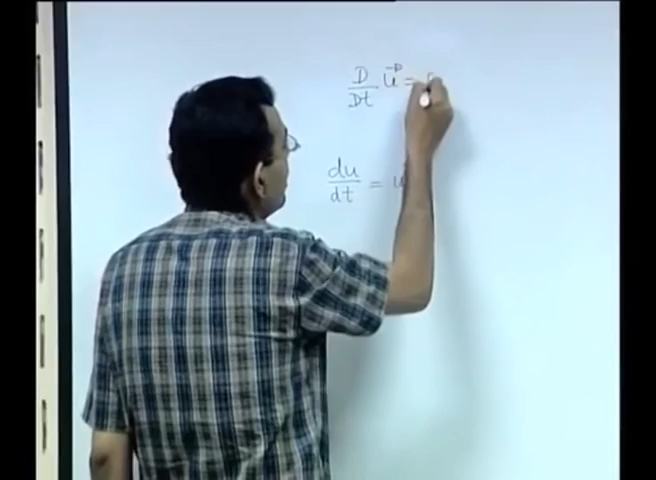 D/Dt u⃗ =
du/dt = u